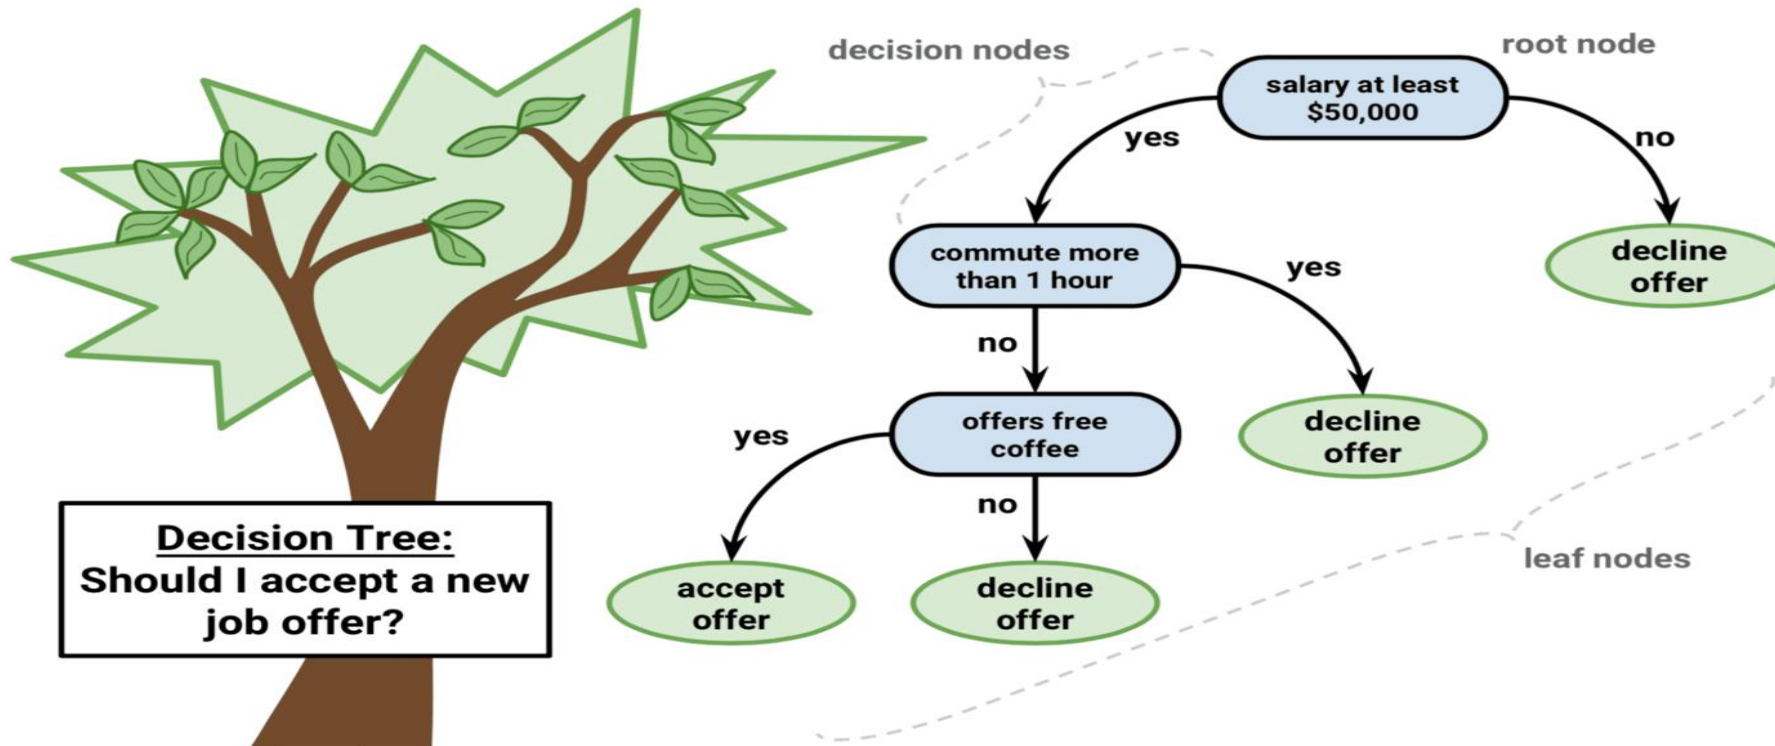 decision nodes
root node
salary at least
$50,000
yes
no
commute more
than 1 hour
yes
decline
offer
no
offers free
coffee
decline
offer
yes
no
accept
offer
decline
offer
leaf nodes
Decision Tree:
Should I accept a new
job offer?